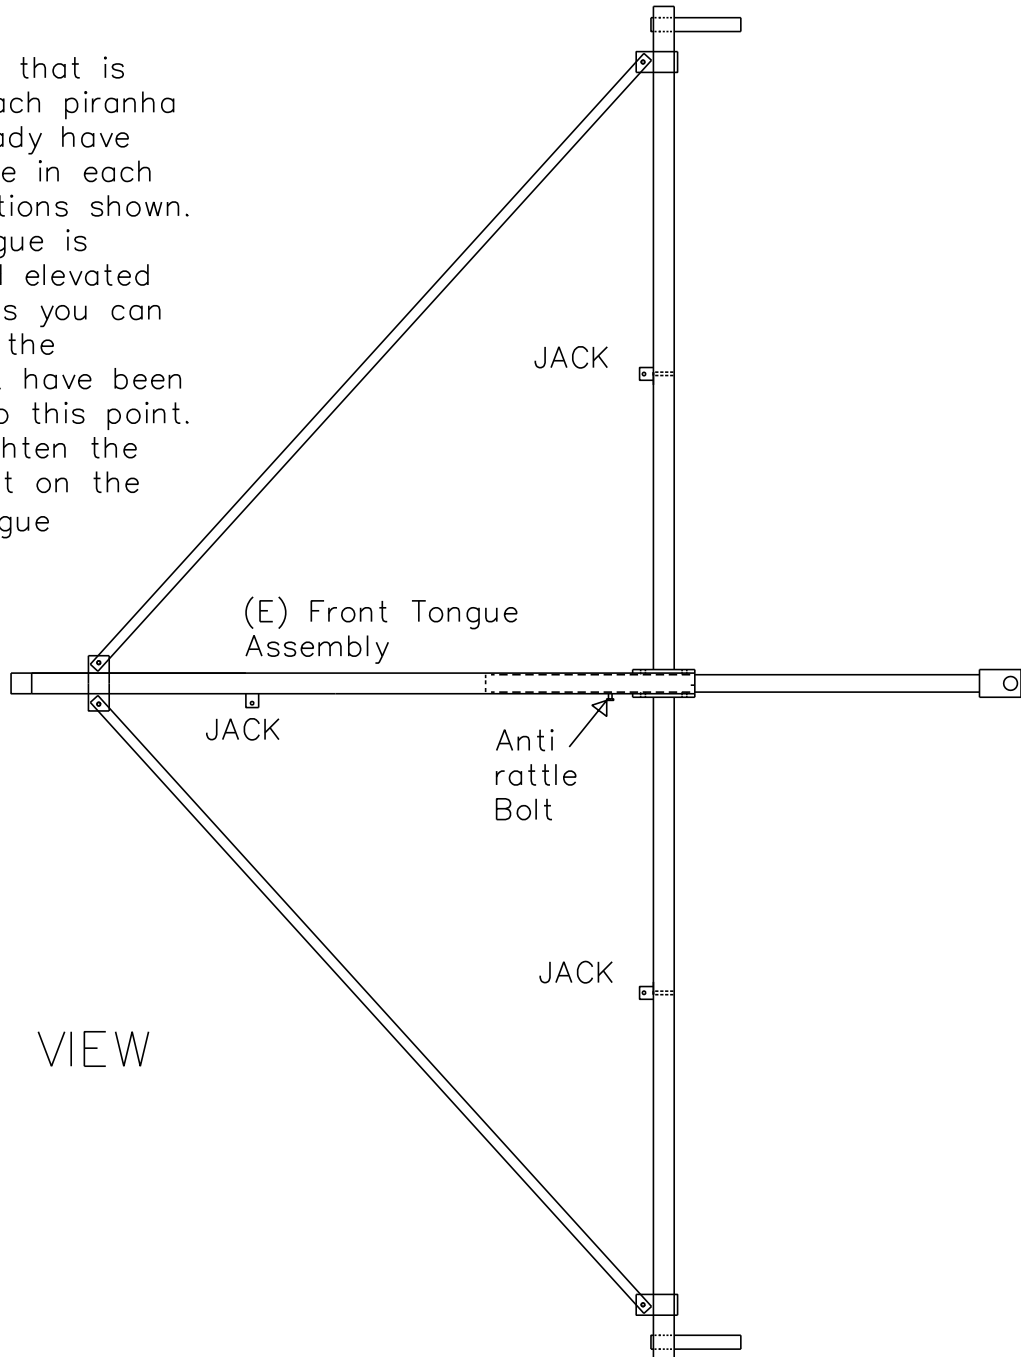 that is
ach piranha
ady have
e in each
tions shown.
gue is
elevated
s you can
the
have been
this point.
hten the
t on the
gue
JACK
(E) Front Tongue
Assembly
JACK
Anti
rattle
Bolt
JACK
VIEW